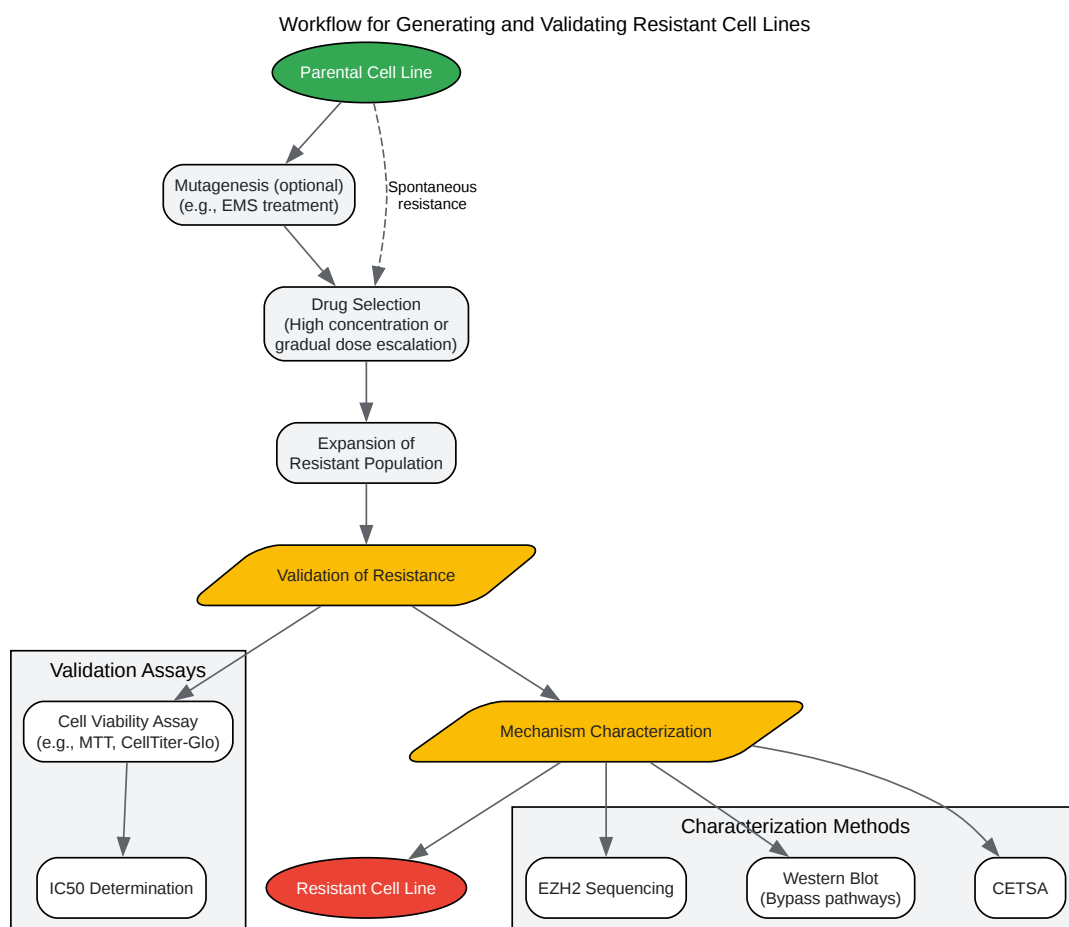 Workflow for Generating and Validating Resistant Cell Lines
Parental Cell Line
Mutagenesis (optional)
(e.g., EMS treatment)
Spontaneous
resistance
Drug Selection
(High concentration or
gradual dose escalation)
Expansion of
Resistant Population
Validation of Resistance
Validation Assays
Cell Viability Assay
(e.g., MTT, CellTiter-Glo)
Mechanism Characterization
Characterization Methods
IC50 Determination
Resistant Cell Line
EZH2 Sequencing
Western Blot
(Bypass pathways)
CETSA